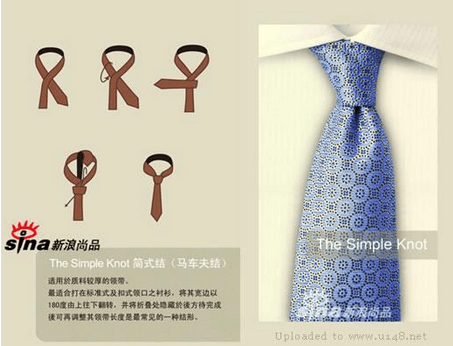 sina新浪尚品
The Simple Knot 简式结（马车夫结）
适用於质料较厚的领带。
最适合打在标准式及扣式领口之衬衫，将其宽边以
180度由上往下翻转，并将折叠处隐藏於後方待完成
後可再调整其领带长度是最常见的一种结形。
The Simple Knot
sina新浪尚品
Uploaded to www.u148.net